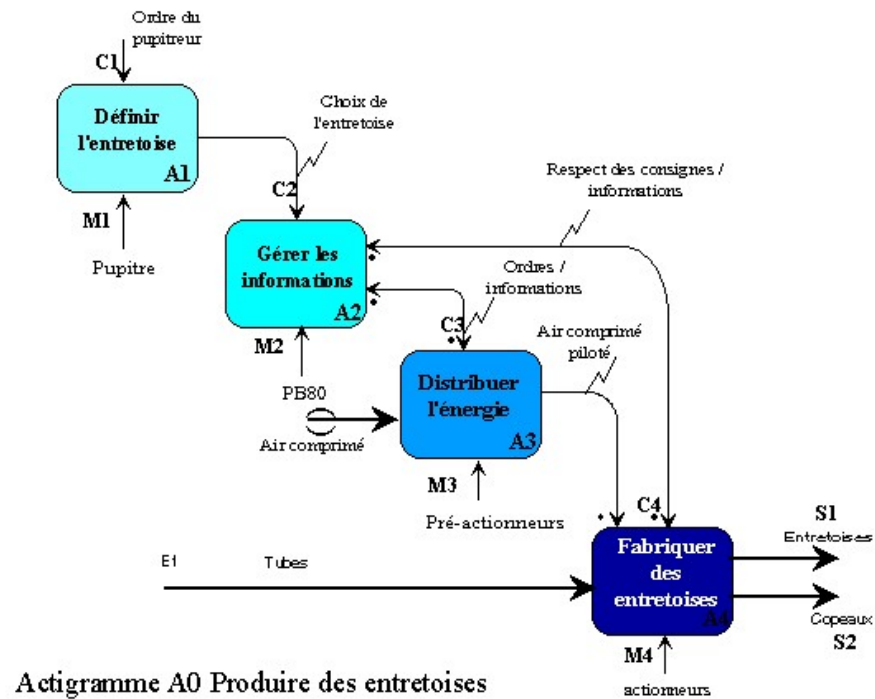 Ordre du
pupitreur
C1
Définir
l'entretoise
A1
M1
Pupitre
Choix de
l'entretoise
C2
Respect des consignes /
informations
Gérer les
informations
A2
M2
PB80
Ordres /
informations
C3
Air comprimé
piloté
Distribuer
l'énergie
A3
Air comprimé
M3
Pré-actionneurs
C4
S1
Entretoises
E1
Tubes
Fabriquer
des
entretoises
A4
Copeaux
S2
M4
actionneurs
Actigramme A0 Produire des entretoises